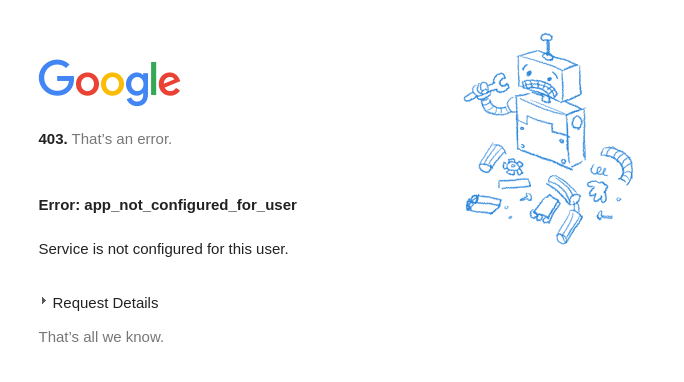 Google
403. That's an error.
Error: app_not_configured_for_user
Service is not configured for this user.
Request Details
That's all we know.